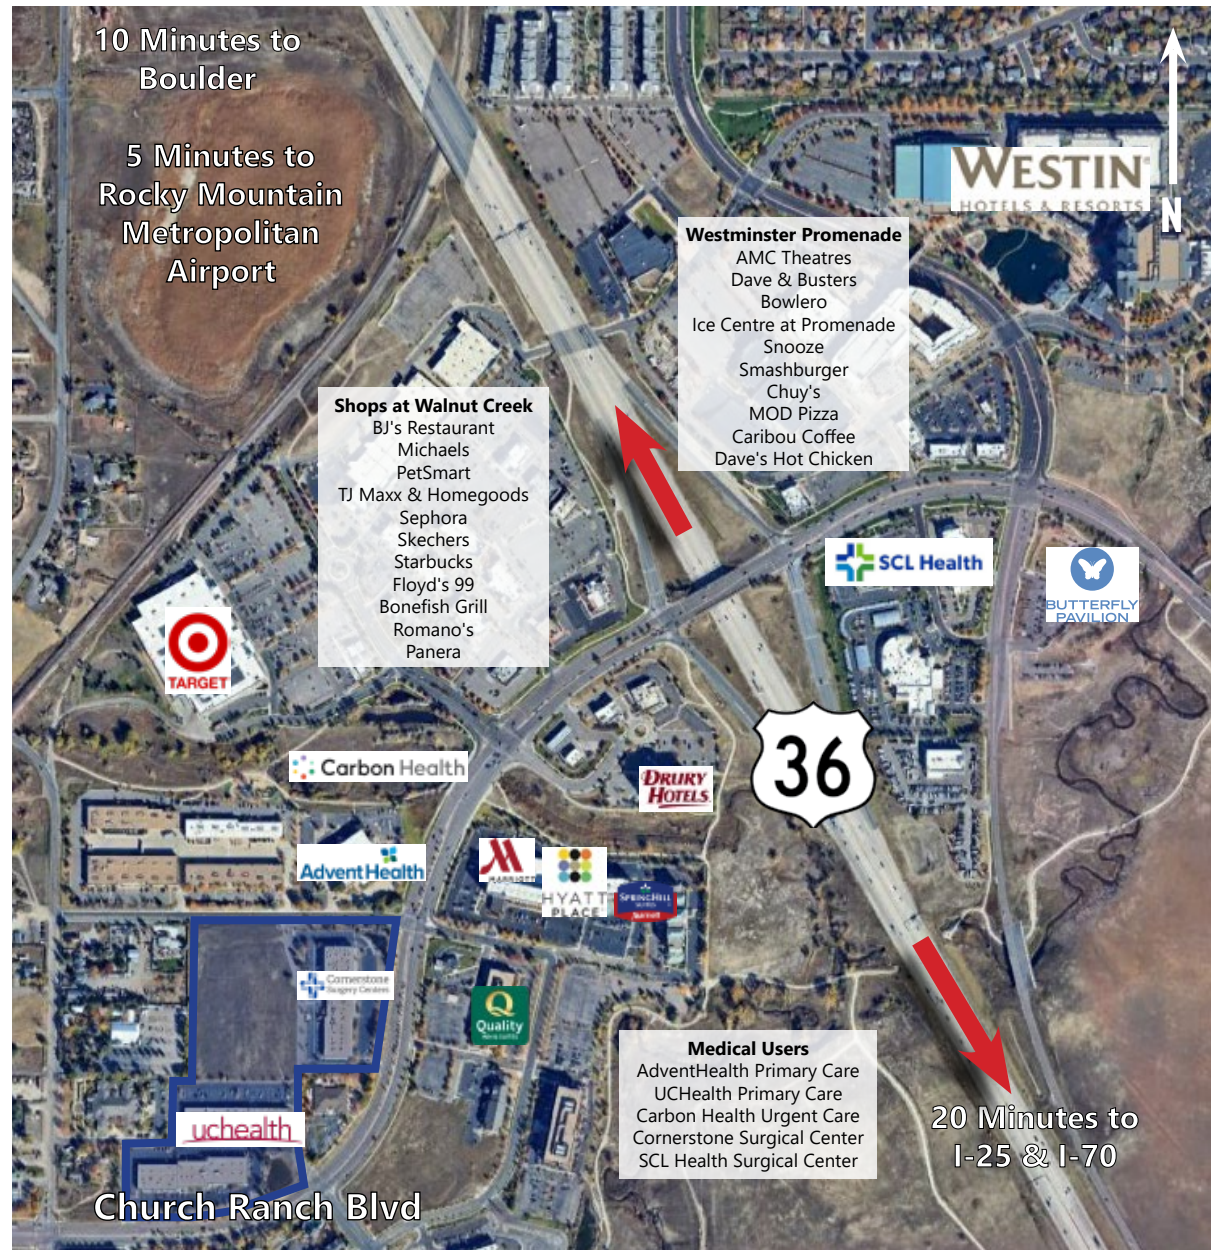 10 Minutes to
Boulder
5 Minutes to
Rocky Mountain
Metropolitan
Airport
WESTIN
HOTELS & RESORTS
N
Westminster Promenade
AMC Theatres
Dave & Busters
Bowlero
Ice Centre at Promenade
Snooze
Smashburger
Chuy's
MOD Pizza
Caribou Coffee
Dave's Hot Chicken
Shops at Walnut Creek
BJ's Restaurant
Michaels
PetSmart
TJ Maxx & Homegoods
Sephora
Skechers
Starbucks
Floyd's 99
Bonefish Grill
Romano's
Panera
SCL Health
BUTTERFLY
PAVILION
TARGET
36
Carbon Health
DRURY
HOTELS
AdventHealth
MARRIOTT
HYATT
PLACE
SPRINGHILL
SUITES
Marriott
Cornerstone
Surgery Centers
Q
Quality
Medical Users
AdventHealth Primary Care
UCHealth Primary Care
Carbon Health Urgent Care
Cornerstone Surgical Center
SCL Health Surgical Center
uchealth
20 Minutes to
I-25 & I-70
Church Ranch Blvd